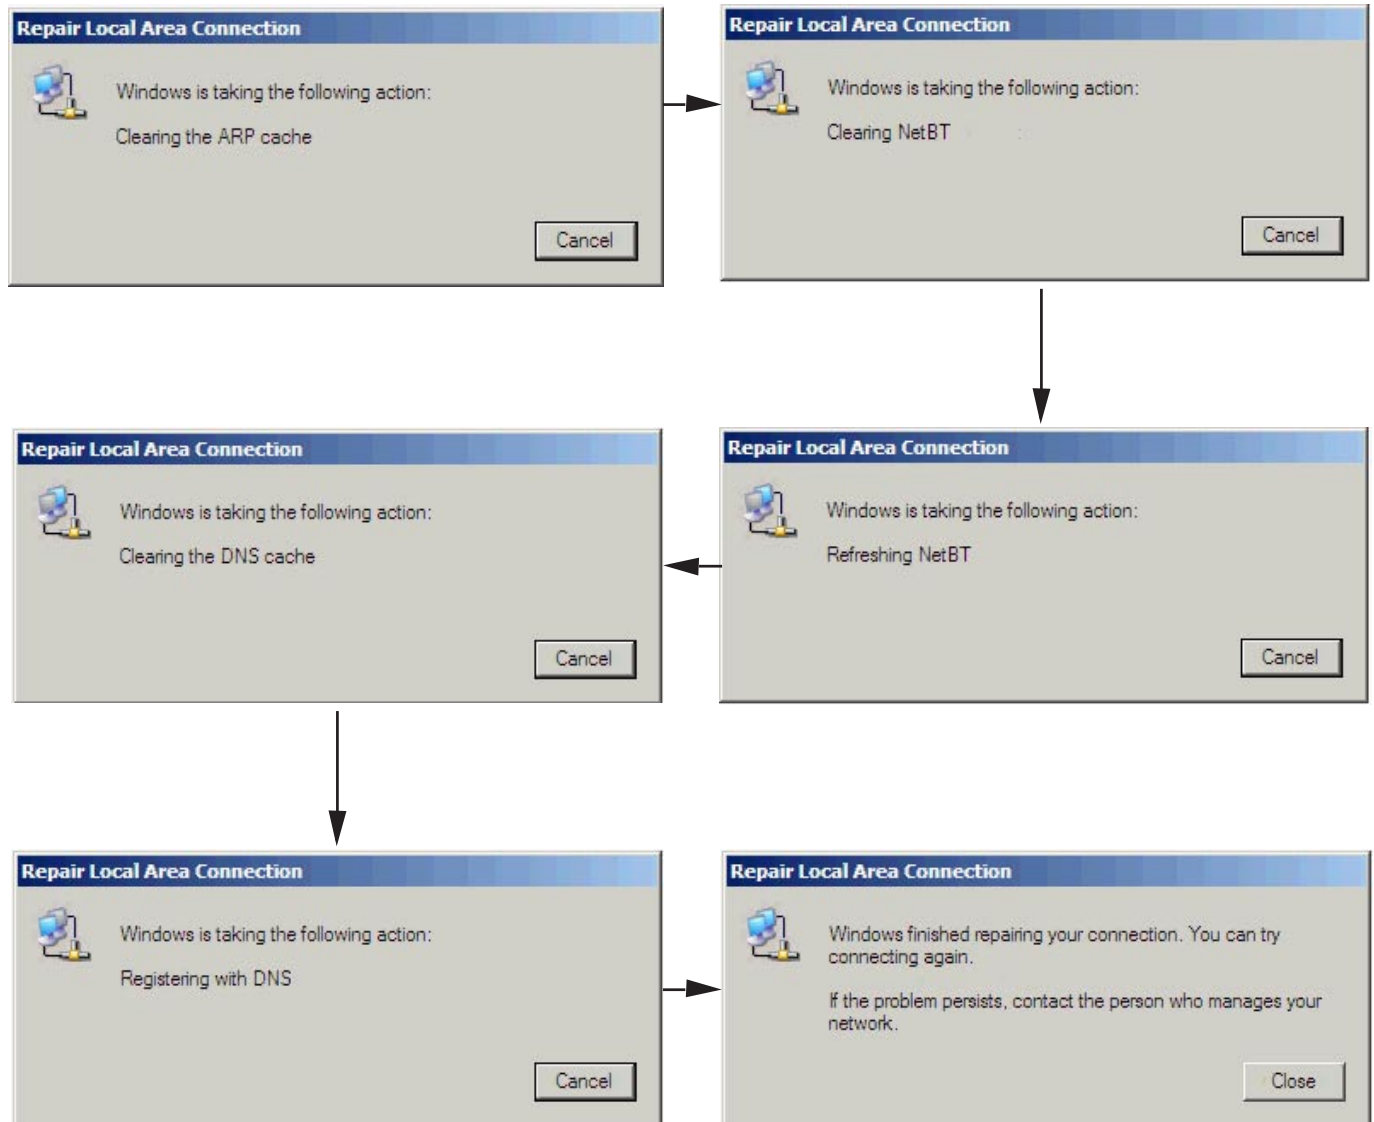 Repair Local Area Connection
Windows is taking the following action:
Clearing the ARP cache
Cancel
Repair Local Area Connection
Windows is taking the following action:
Clearing NetBT
Cancel
Repair Local Area Connection
Windows is taking the following action:
Refreshing NetBT
Cancel
Repair Local Area Connection
Windows is taking the following action:
Clearing the DNS cache
Cancel
Repair Local Area Connection
Windows is taking the following action:
Registering with DNS
Cancel
Repair Local Area Connection
Windows finished repairing your connection. You can try
connecting again.
If the problem persists, contact the person who manages your
network.
Close